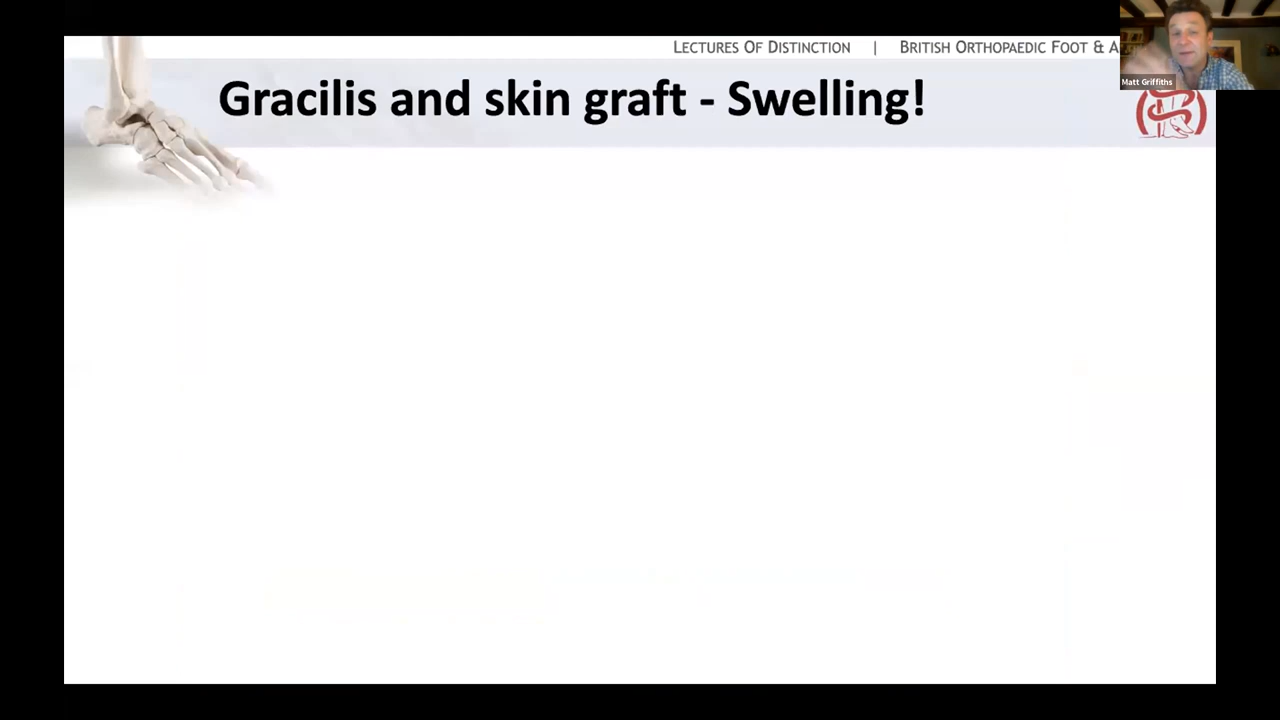 LECTURES OF DISTINCTION | BRITISH ORTHOPAEDIC FOOT & A
Matt Griffiths
Gracilis and skin graft - Swelling!